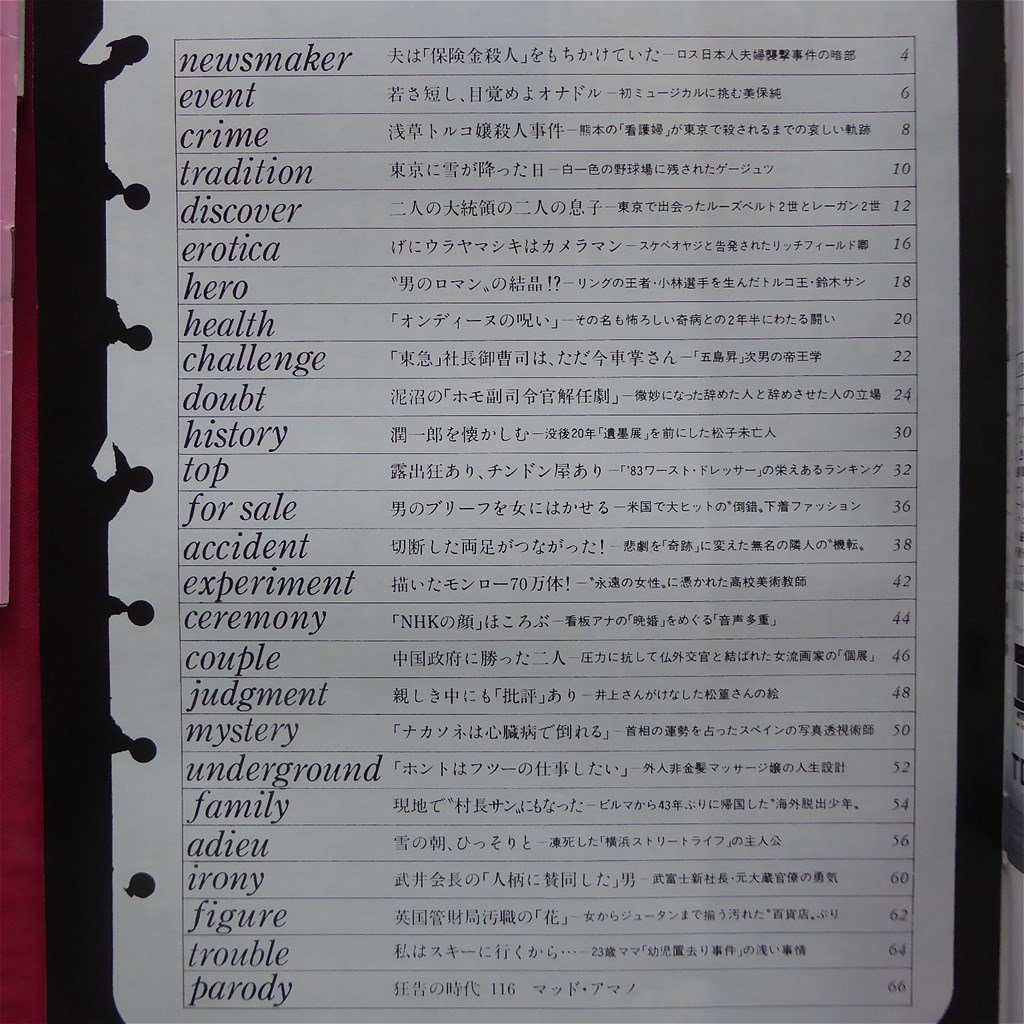 newsmaker 夫は「保険金殺人」をもちかけていた―ロス日本人夫婦襲撃事件の暗部 4
event 若さ短し、目覚めよオナドル―初ミュージカルに挑む美保純 6
crime 浅草トルコ嬢殺人事件―熊本の「看護婦」が東京で殺されるまでの哀しい軌跡 8
tradition 東京に雪が降った日―白一色の野球場に残されたゲージュツ 10
discover 二人の大統領の二人の息子―東京で出会ったルーズベルト2世とレーガン2世 12
erotica げにウラヤマシキはカメラマン―スケベオヤジと告発されたリッチフィールド卿 16
hero 〝男のロマン〟の結晶!?―リングの王者・小林選手を生んだトルコ王・鈴木サン 18
health 「オンディーヌの呪い」―その名も怖ろしい奇病との2年半にわたる闘い 20
challenge 「東急」社長御曹司は、ただ今車掌さん―「五島昇」次男の帝王学 22
doubt 泥沼の「ホモ副司令官解任劇」―微妙になった辞めた人と辞めさせた人の立場 24
history 潤一郎を懐かしむ―没後20年「遺墨展」を前にした松子未亡人 30
top 露出狂あり、チンドン屋あり―「'83ワースト・ドレッサー」の栄えあるランキング 32
for sale 男のブリーフを女にはかせる―米国で大ヒットの〝倒錯〟下着ファッション 36
accident 切断した両足がつながった!―悲劇を「奇跡」に変えた無名の隣人の〝機転〟 38
experiment 描いたモンロー70万体!―〝永遠の女性〟に憑かれた高校美術教師 42
ceremony 「NHKの顔」ほころぶ―看板アナの「晩婚」をめぐる「音声多重」 44
couple 中国政府に勝った二人―圧力に抗して仏外交官と結ばれた女流画家の「個展」 46
judgment 親しき中にも「批評」あり―井上さんがけなした松篁さんの絵 48
mystery 「ナカソネは心臓病で倒れる」―首相の運勢を占ったスペインの写真透視術師 50
underground 「ホントはフツーの仕事したい」―外人非金髪マッサージ嬢の人生設計 52
family 現地で〝村長サン〟にもなった―ビルマから43年ぶりに帰国した〝海外脱出少年〟 54
adieu 雪の朝、ひっそりと―凍死した「横浜ストリートライフ」の主人公 56
irony 武井会長の「人柄に賛同した」男―武富士新社長・元大蔵官僚の勇気 60
figure 英国管財局汚職の「花」―女からジュータンまで揃う汚れた〝百貨店〟ぶり 62
trouble 私はスキーに行くから…―23歳ママ「幼児置去り事件」の浅い事情 64
parody 狂告の時代 116 マッド・アマノ 66